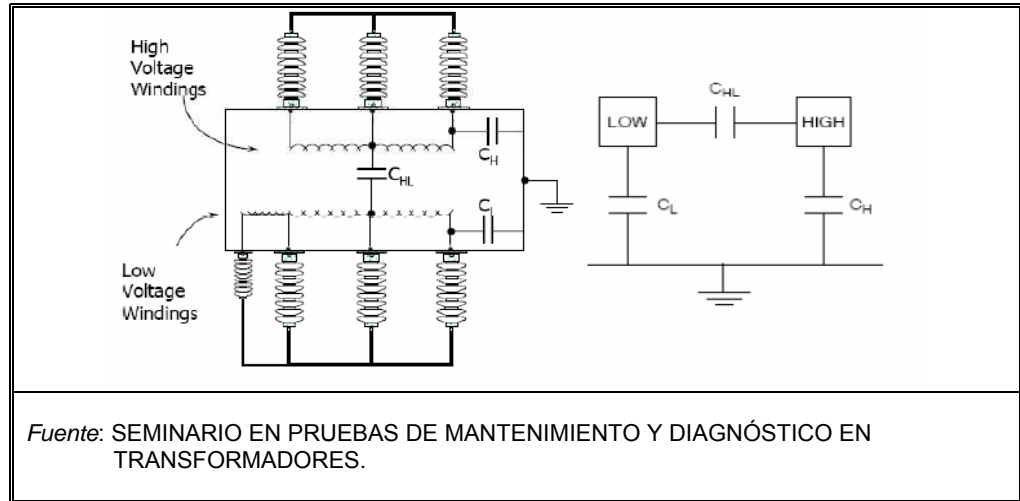 High
Voltage
Windings
C_H
C_HL
C_L
Low
Voltage
Windings
C_HL
LOW
HIGH
C_L
C_H
Fuente: SEMINARIO EN PRUEBAS DE MANTENIMIENTO Y DIAGNÓSTICO EN
TRANSFORMADORES.